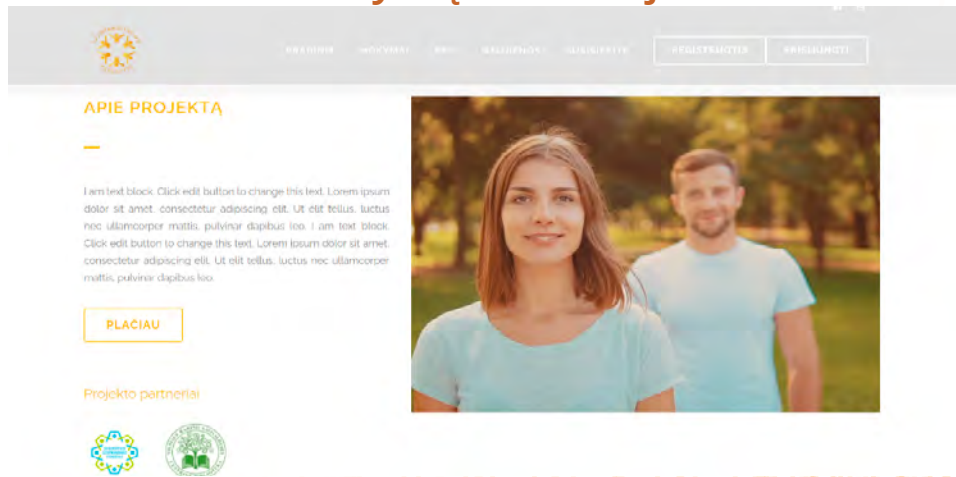 REGISTRUOTIS PRISIJUNGTI
APIE PROJEKTĄ
I am text block. Click edit button to change this text. Lorem ipsum
dolor sit amet, consectetur adipiscing elit. Ut elit tellus, luctus
nec ullamcorper mattis, pulvinar dapibus leo. I am text block.
Click edit button to change this text. Lorem ipsum dolor sit amet,
consectetur adipiscing elit. Ut elit tellus, luctus nec ullamcorper
mattis, pulvinar dapibus leo.
PLAČIAU
Projekto partneriai